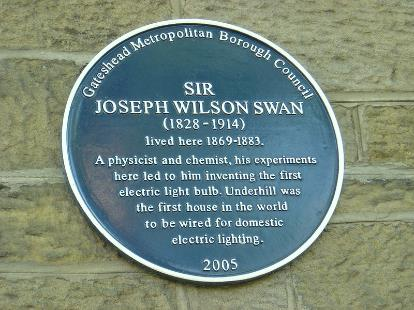 Gateshead Metropolitan Borough Council
SIR
JOSEPH WILSON SWAN
(1828-1914)
lived here 1869-1883.
A physicist and chemist, his experiments
here led to him inventing the first
electric light bulb. Underhill was
the first house in the world
to be wired for domestic
electric lighting.
2005